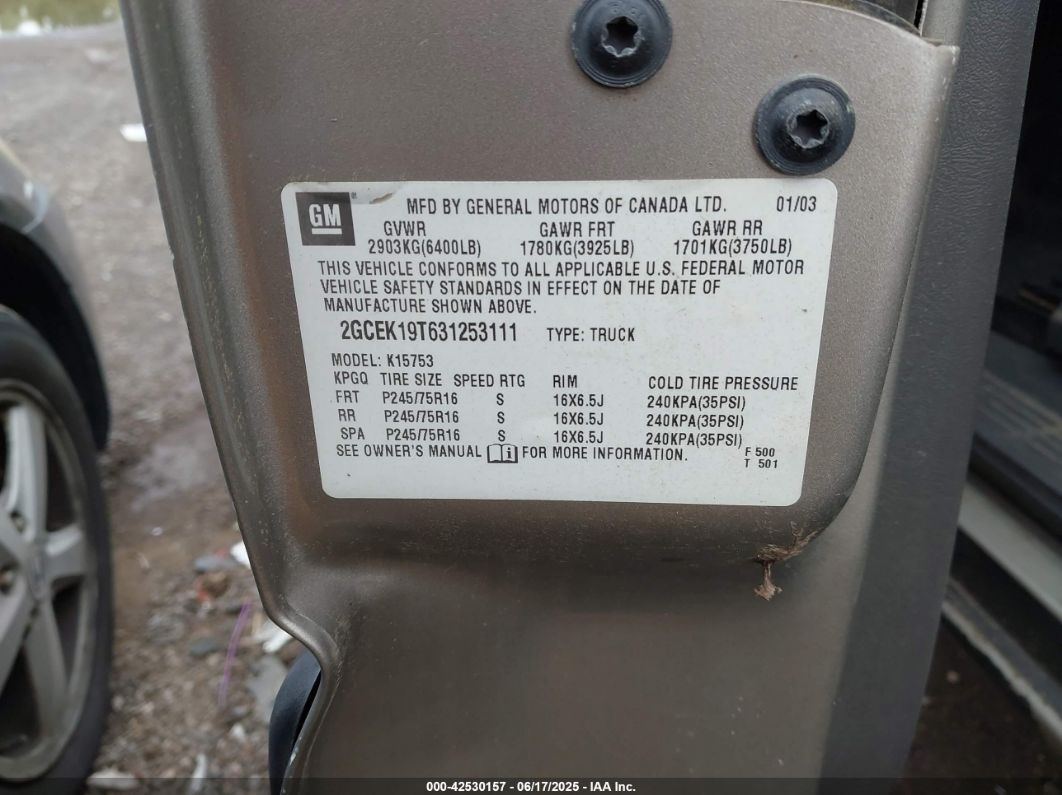 GM
MFD BY GENERAL MOTORS OF CANADA LTD. 01/03
GVWR GAWR FRT GAWR RR
2903KG(6400LB) 1780KG(3925LB) 1701KG(3750LB)
THIS VEHICLE CONFORMS TO ALL APPLICABLE U.S. FEDERAL MOTOR
VEHICLE SAFETY STANDARDS IN EFFECT ON THE DATE OF
MANUFACTURE SHOWN ABOVE.
2GCEK19T631253111 TYPE: TRUCK
MODEL: K15753
KPGQ TIRE SIZE SPEED RTG RIM COLD TIRE PRESSURE
FRT P245/75R16 S 16X6.5J 240KPA(35PSI)
RR P245/75R16 S 16X6.5J 240KPA(35PSI)
SPA P245/75R16 S 16X6.5J 240KPA(35PSI)
SEE OWNER'S MANUAL i FOR MORE INFORMATION.
F 500
T 501
000-42530157 - 06/17/2025 - IAA Inc.